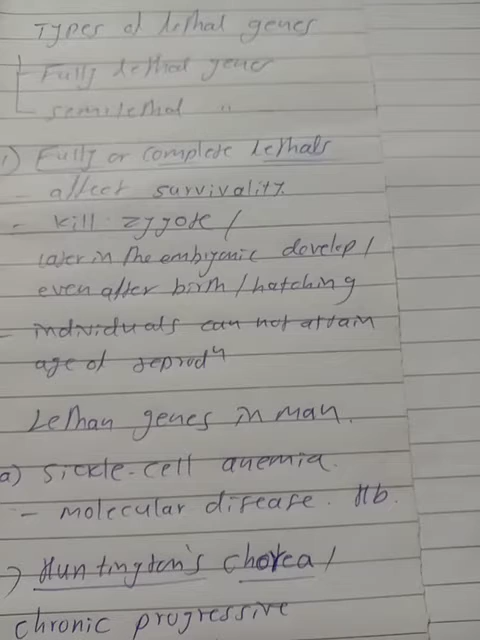 Types of lethal genes
Fully lethal genes
semilethal "
1) Fully or complete lethals
- affect survivality.
- kill zygote /
later in the embryonic develop /
even after birth / hatching
- individuals can not attain
age of reprodⁿ
Lethan genes in man.
a) sickle-cell anemia.
- molecular disease. Hb.
) Huntington's chorea /
chronic progressive